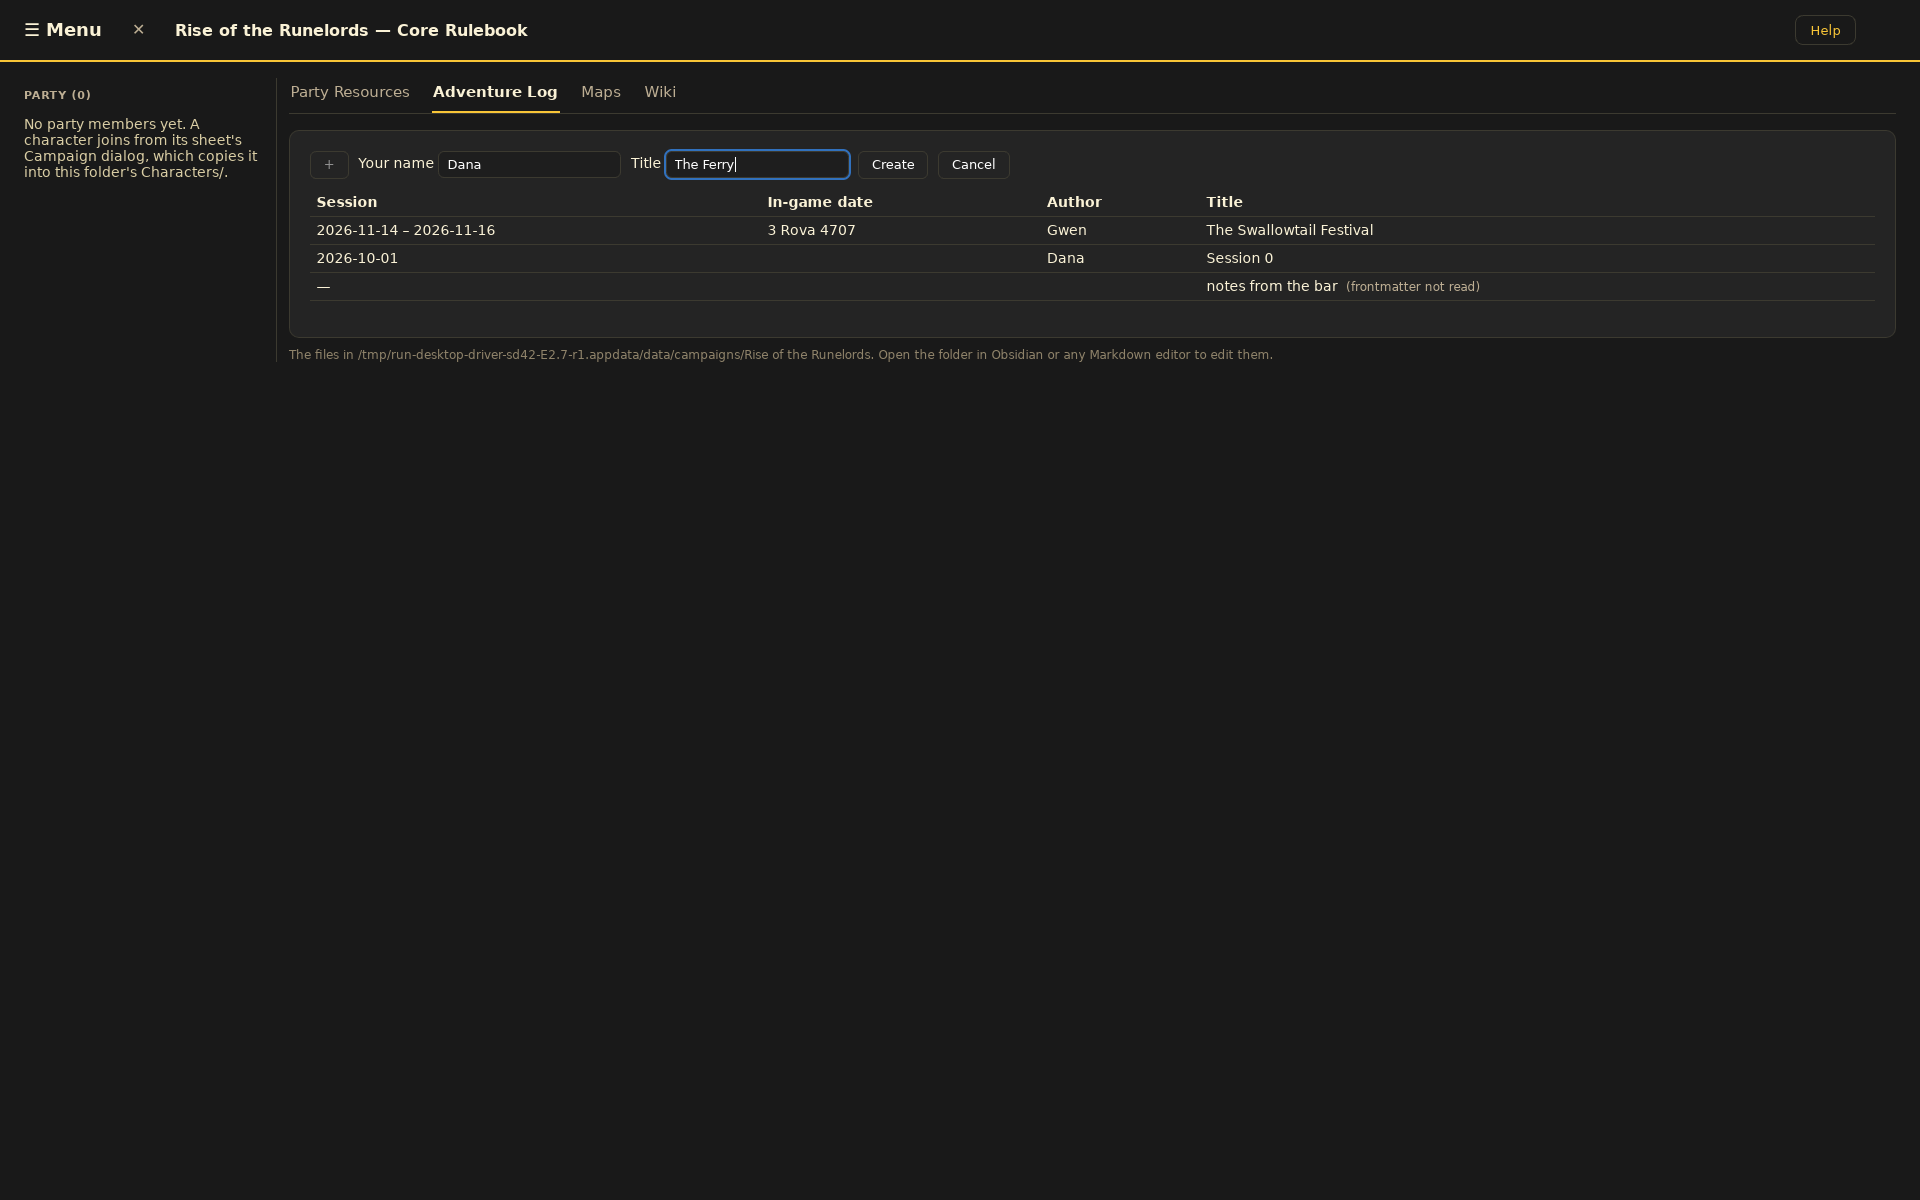 ☰ Menu ✕ Rise of the Runelords — Core Rulebook Help
PARTY (0)
No party members yet. A
character joins from its sheet's
Campaign dialog, which copies it
into this folder's Characters/.
Party Resources Adventure Log Maps Wiki
+ Your name Dana Title The Ferry Create Cancel
Session In-game date Author Title
2026-11-14 – 2026-11-16 3 Rova 4707 Gwen The Swallowtail Festival
2026-10-01 Dana Session 0
— notes from the bar (frontmatter not read)
The files in /tmp/run-desktop-driver-sd42-E2.7-r1.appdata/data/campaigns/Rise of the Runelords. Open the folder in Obsidian or any Markdown editor to edit them.